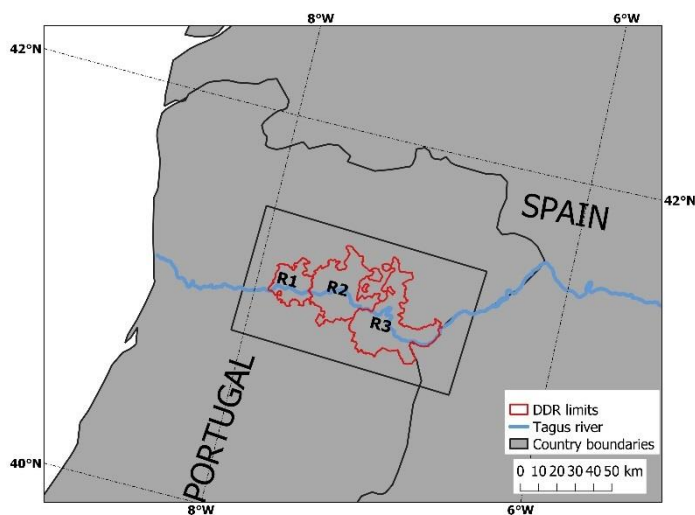 8°W 6°W
42°N
42°N
SPAIN
R1 R2 R3
PORTUGAL
DDR limits
Tagus river
Country boundaries
0 10 20 30 40 50 km
40°N
8°W 6°W